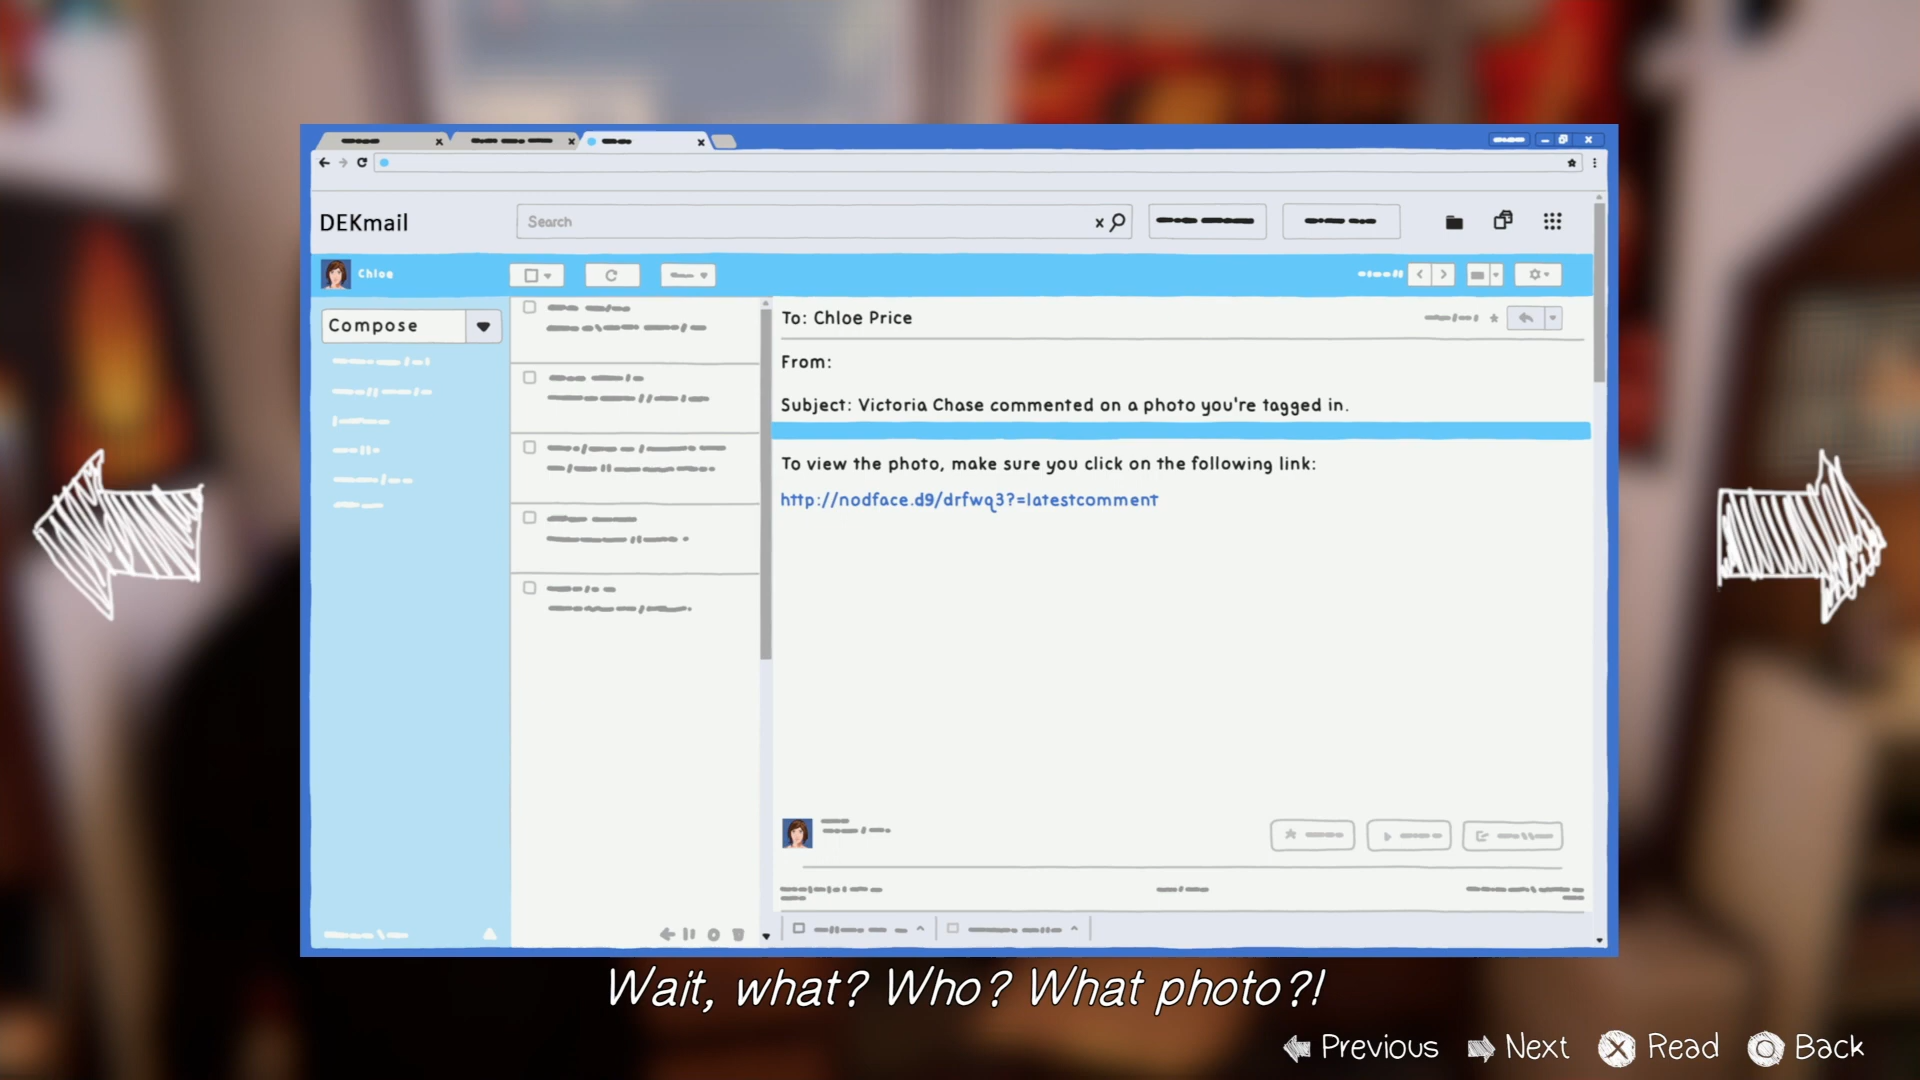 DEKmail
Search
Chloe
Compose
To: Chloe Price
From:
Subject: Victoria Chase commented on a photo you're tagged in.
To view the photo, make sure you click on the following link:
http://nodface.d9/drfwq3?=latestcomment
Wait, what? Who? What photo?!
Previous
Next
Read
Back